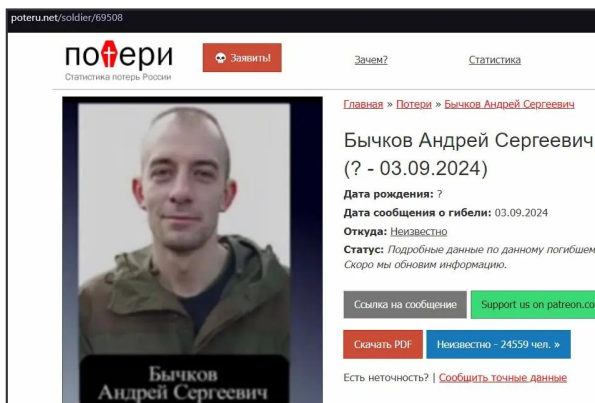 poteru.net/soldier/69508
потери
Статистика потерь России
Заявить!
Зачем?
Статистика
Главная » Потери » Бычков Андрей Сергеевич
Бычков Андрей Сергеевич
(? - 03.09.2024)
Дата рождения: ?
Дата сообщения о гибели: 03.09.2024
Откуда: Неизвестно
Статус: Подробные данные по данному погибшем
Скоро мы обновим информацию.
Ссылка на сообщение
Support us on patreon.co
Скачать PDF
Неизвестно - 24559 чел. »
Есть неточность? | Сообщить точные данные
Бычков
Андрей Сергеевич